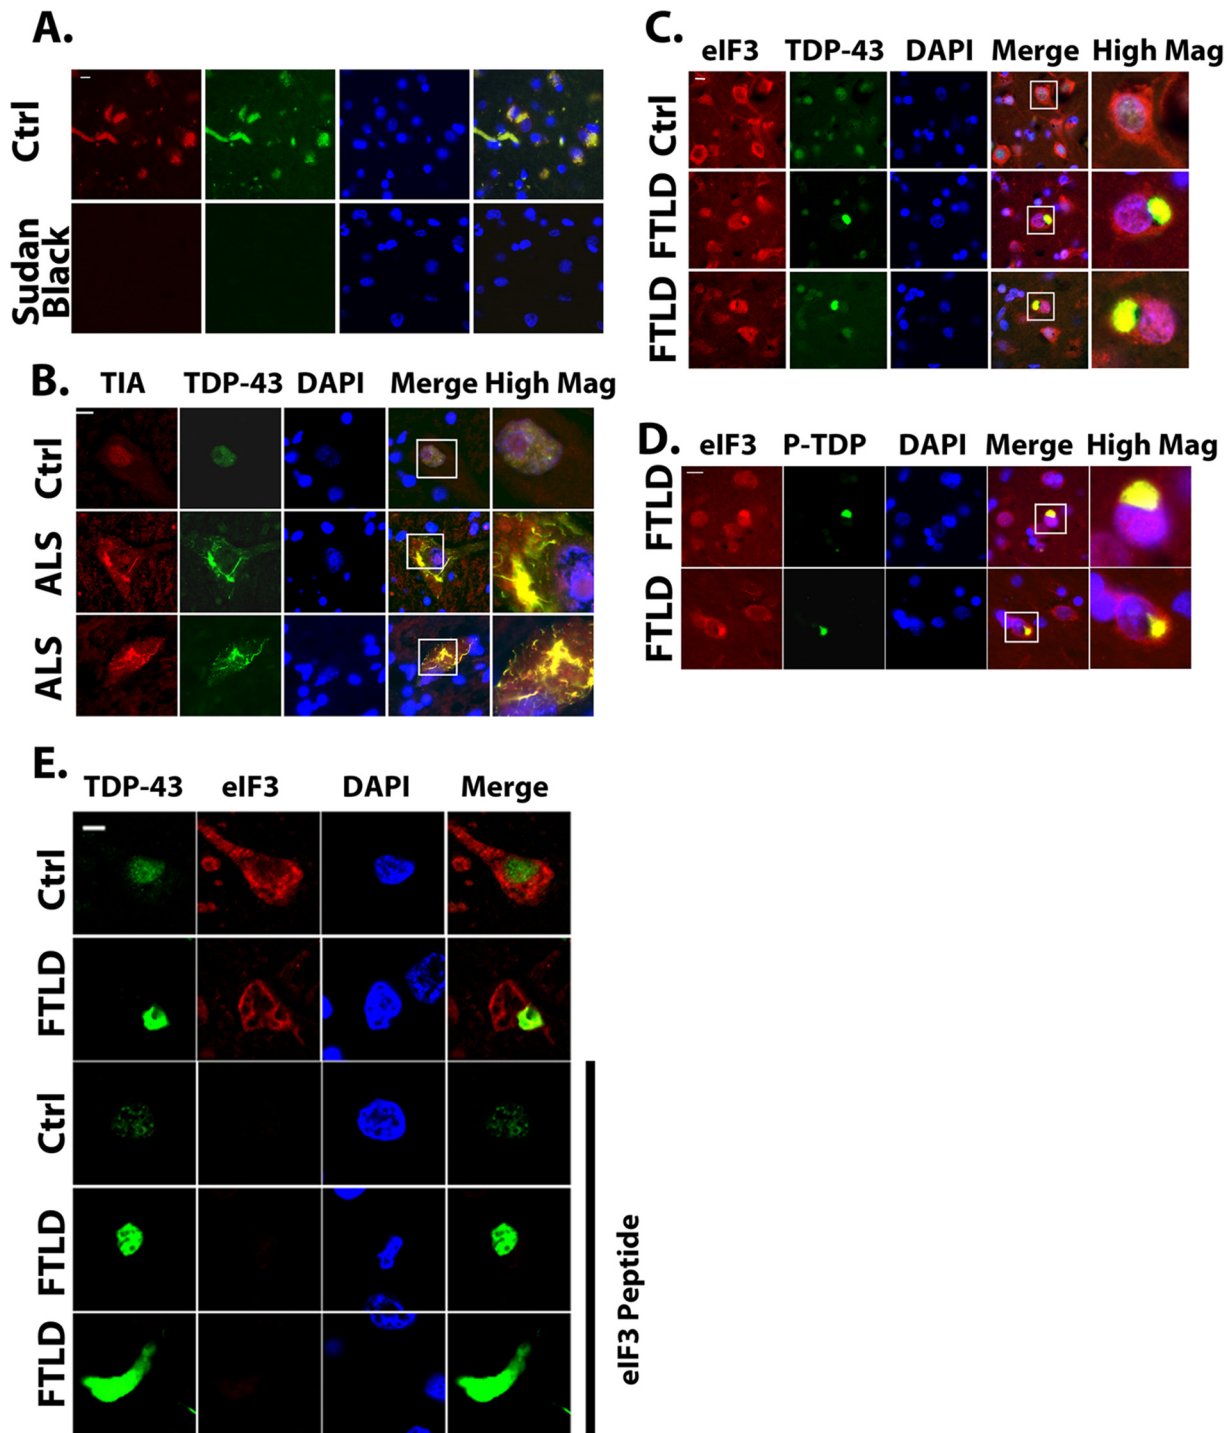 A.
Ctrl
Sudan
Black
B.
TIA TDP-43 DAPI Merge High Mag
Ctrl
ALS
ALS
C.
eIF3 TDP-43 DAPI Merge High Mag
Ctrl
FTLD
FTLD
D.
eIF3 P-TDP DAPI Merge High Mag
FTLD
FTLD
E.
TDP-43 eIF3 DAPI Merge
Ctrl
FTLD
Ctrl
FTLD
FTLD
eIF3 Peptide